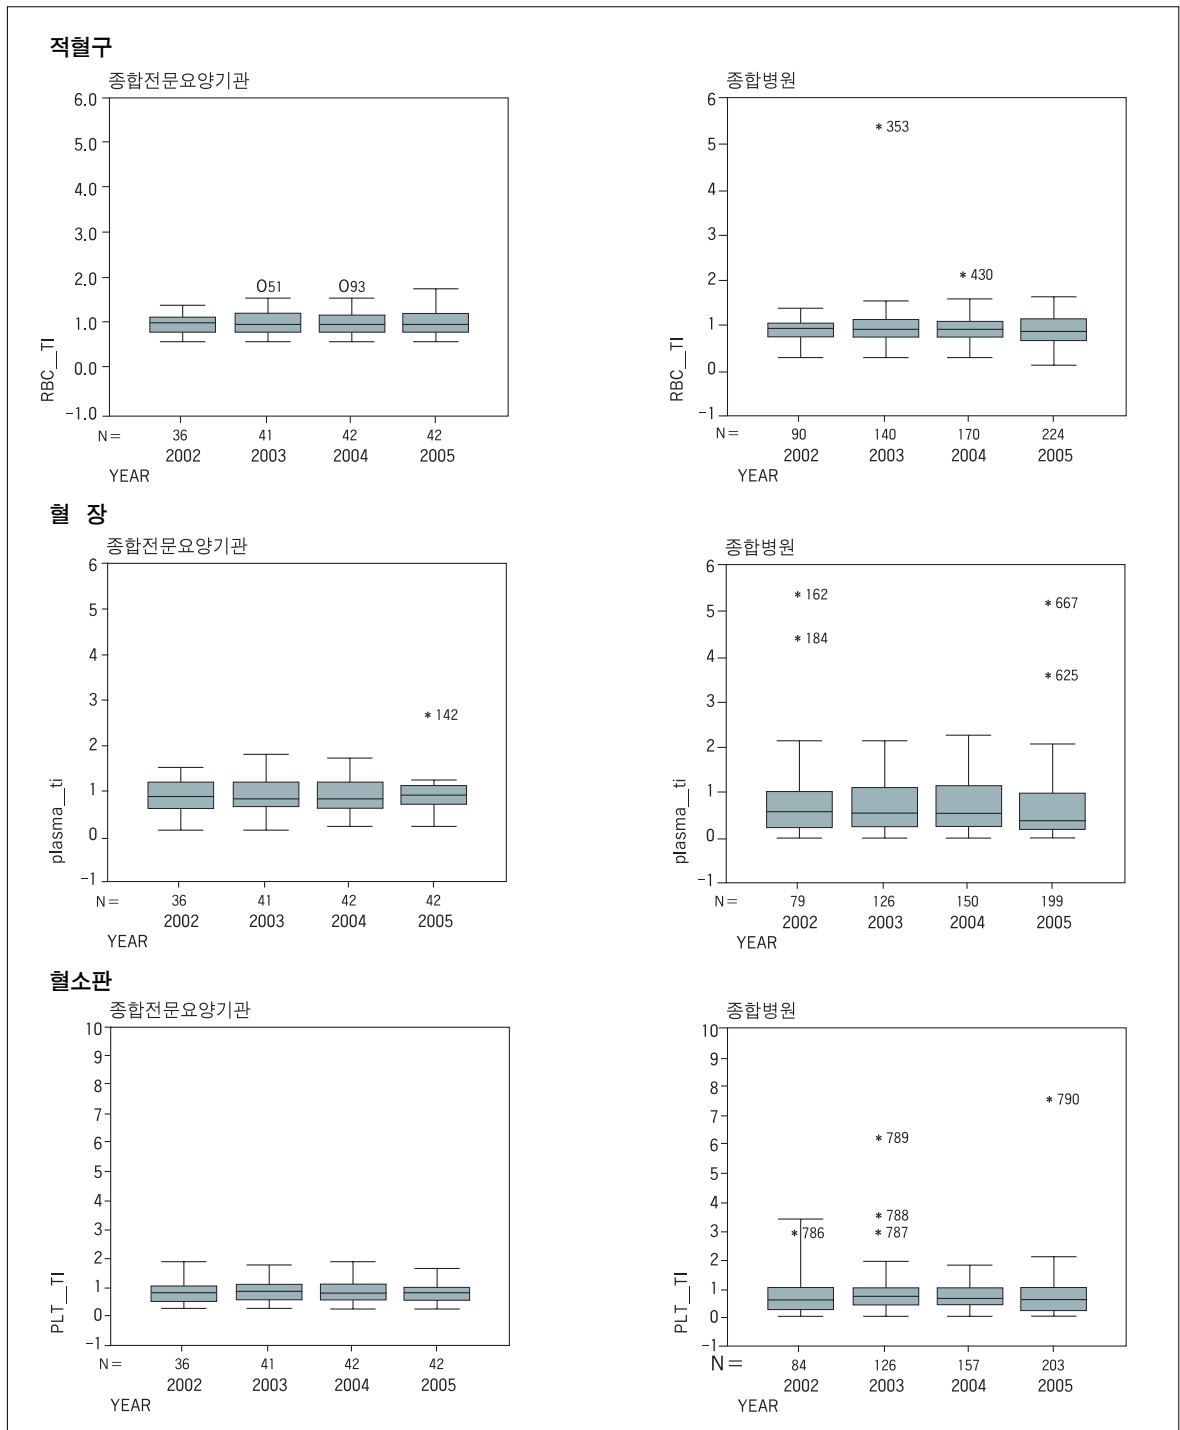 적혈구
종합전문요양기관
6.0
5.0
4.0
3.0
2.0
1.0
0.0
-1.0
RBC__TI
O51
O93
N= 36 41 42 42
2002 2003 2004 2005
YEAR
종합병원
6
5
4
3
2
1
0
-1
RBC__TI
* 353
* 430
N= 90 140 170 224
2002 2003 2004 2005
YEAR
혈 장
종합전문요양기관
6
5
4
3
2
1
0
-1
plasma__ti
* 142
N= 36 41 42 42
2002 2003 2004 2005
YEAR
종합병원
6
5
4
3
2
1
0
-1
plasma__ti
* 162
* 184
* 667
* 625
N= 79 126 150 199
2002 2003 2004 2005
YEAR
혈소판
종합전문요양기관
10
9
8
7
6
5
4
3
2
1
0
-1
PLT__TI
N= 36 41 42 42
2002 2003 2004 2005
YEAR
종합병원
10
9
8
7
6
5
4
3
2
1
0
-1
PLT__TI
* 786
* 789
* 788
* 787
* 790
N= 84 126 157 203
2002 2003 2004 2005
YEAR